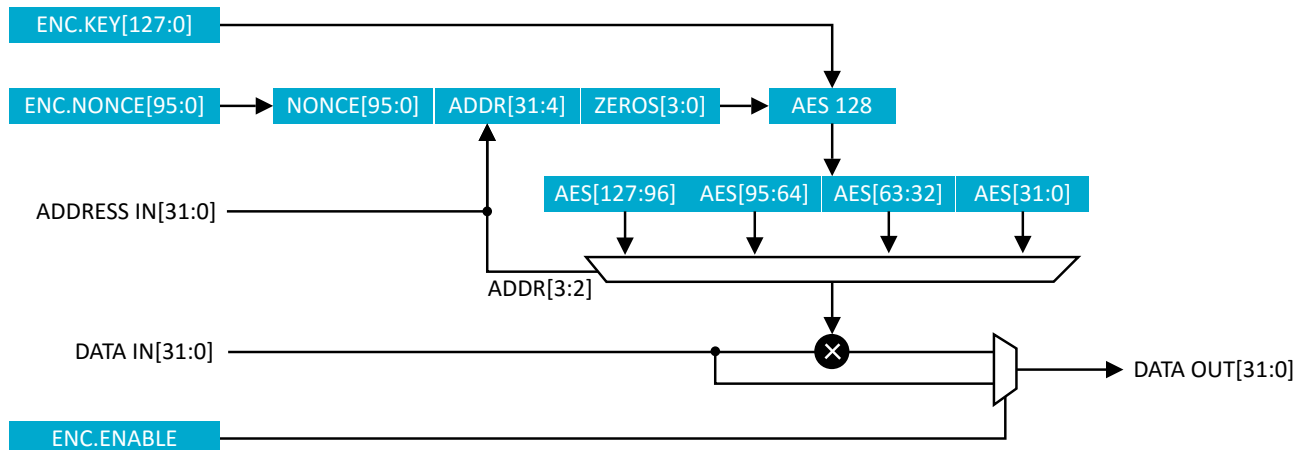 ENC.KEY[127:0]
ENC.NONCE[95:0]
NONCE[95:0]
ADDR[31:4]
ZEROS[3:0]
AES 128
AES[127:96]
AES[95:64]
AES[63:32]
AES[31:0]
ADDRESS IN[31:0]
ADDR[3:2]
DATA IN[31:0]
DATA OUT[31:0]
ENC.ENABLE